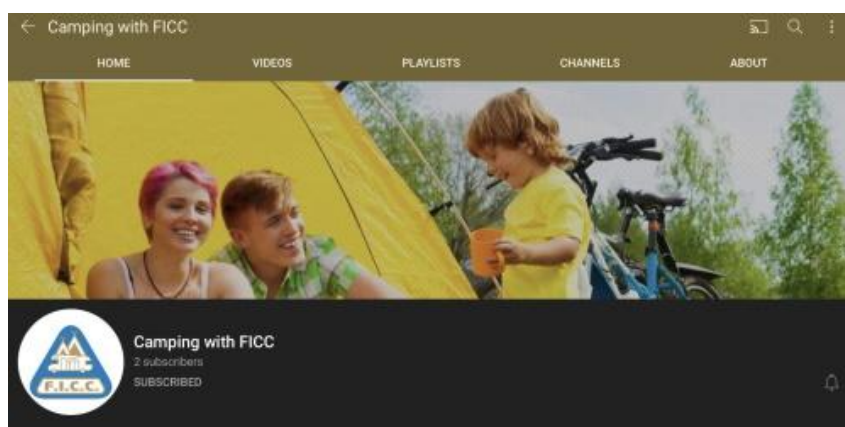 Camping with FICC
HOME VIDEOS PLAYLISTS CHANNELS ABOUT
Camping with FICC
2 subscribers
SUBSCRIBED
F.I.C.C.